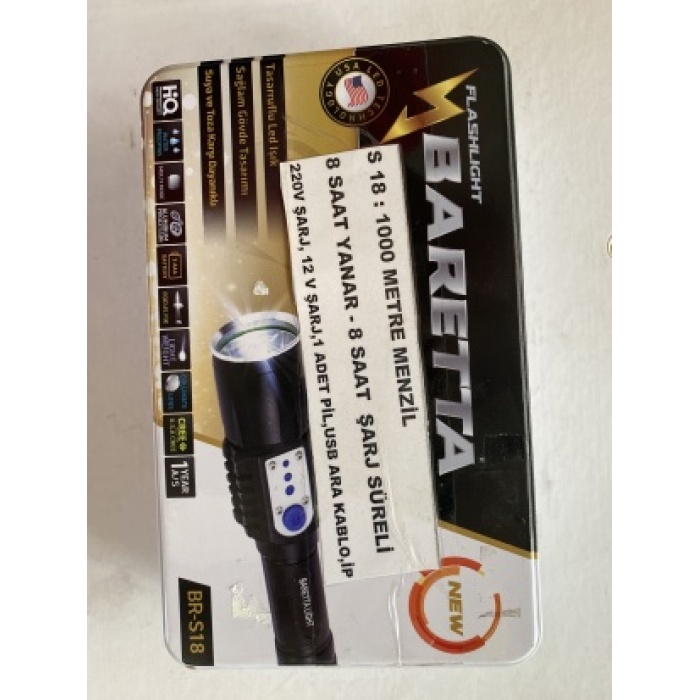 FLASHLIGHT
BARETTA
USA LED TECHNOLOGY
Tasarruflu Led Işık
Sağlam Gövde Tasarımı
Suya ve Toza Karşı Dayanıklı
S 18 : 1000 METRE MENZİL
8 SAAT YANAR - 8 SAAT ŞARJ SÜRELİ
220V ŞARJ, 12 V ŞARJ,1 ADET PİL,USB ARA KABLO,İP
HQ
CREE
1 YEAR
BARETTA LIGHT
NEW
BR-S18